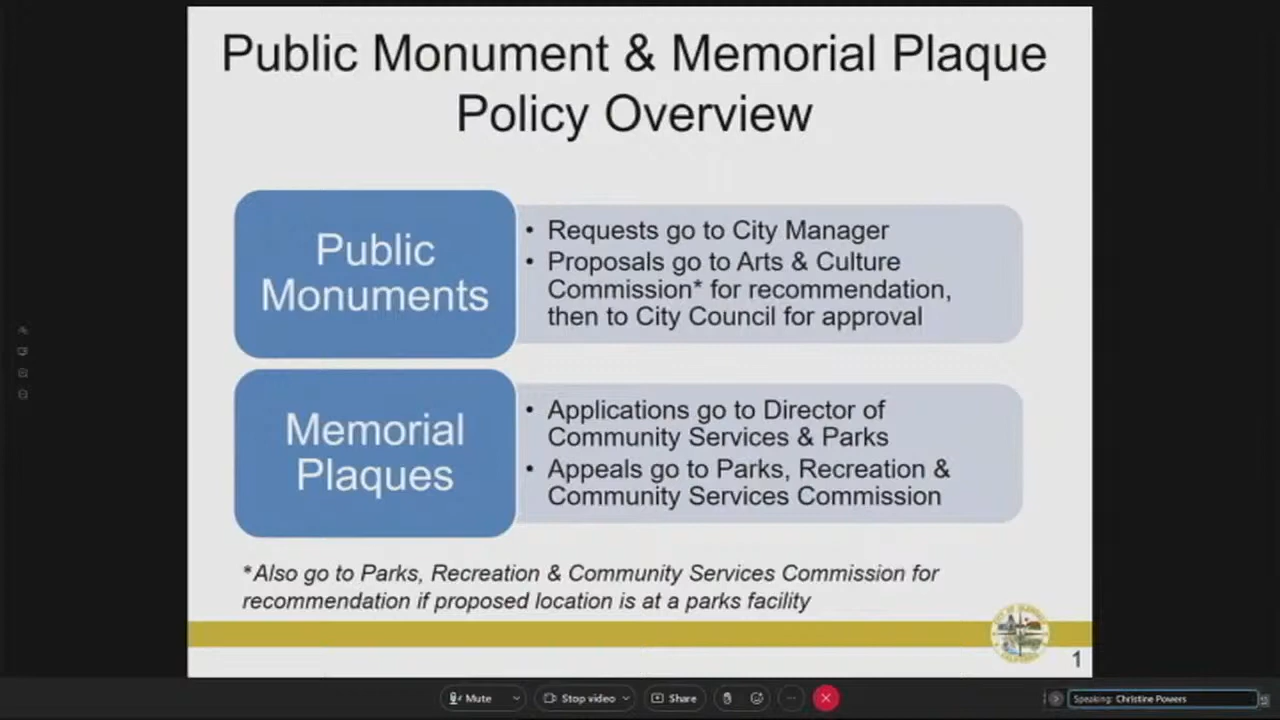 Public Monument & Memorial Plaque
Policy Overview
Public
Monuments
• Requests go to City Manager
• Proposals go to Arts & Culture
Commission* for recommendation,
then to City Council for approval
Memorial
Plaques
• Applications go to Director of
Community Services & Parks
• Appeals go to Parks, Recreation &
Community Services Commission
*Also go to Parks, Recreation & Community Services Commission for
recommendation if proposed location is at a parks facility
1
Mute
Stop video
Share
Speaking: Christine Powers